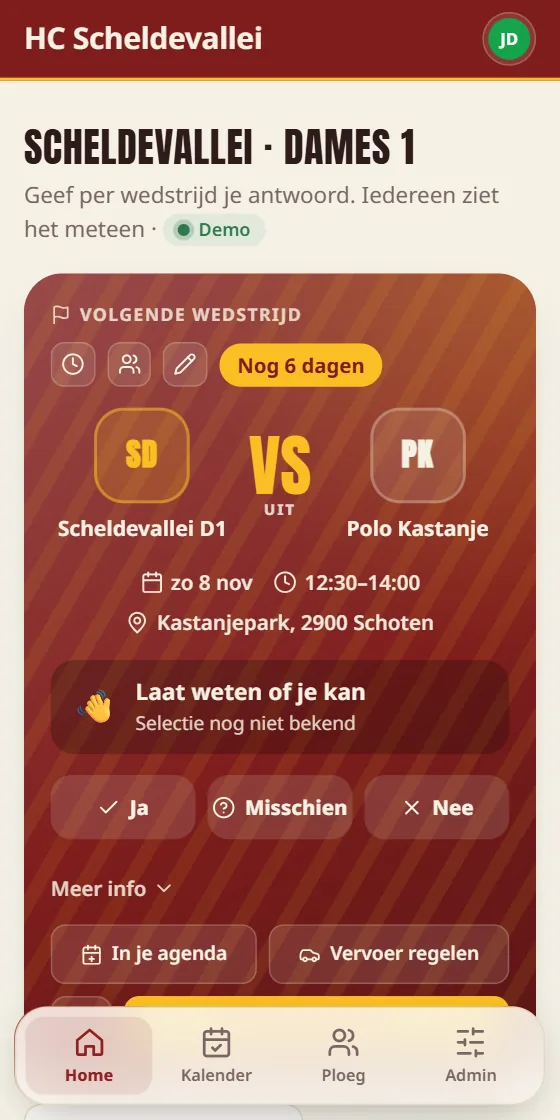 HC Scheldevallei
JD
SCHELDEVALLEI · DAMES 1
Geef per wedstrijd je antwoord. Iedereen ziet
het meteen · Demo
VOLGENDE WEDSTRIJD
Nog 6 dagen
SD
VS
PK
UIT
Scheldevallei D1
Polo Kastanje
zo 8 nov 12:30–14:00
Kastanjepark, 2900 Schoten
Laat weten of je kan
Selectie nog niet bekend
Ja Misschien Nee
Meer info
In je agenda Vervoer regelen
Home Kalender Ploeg Admin